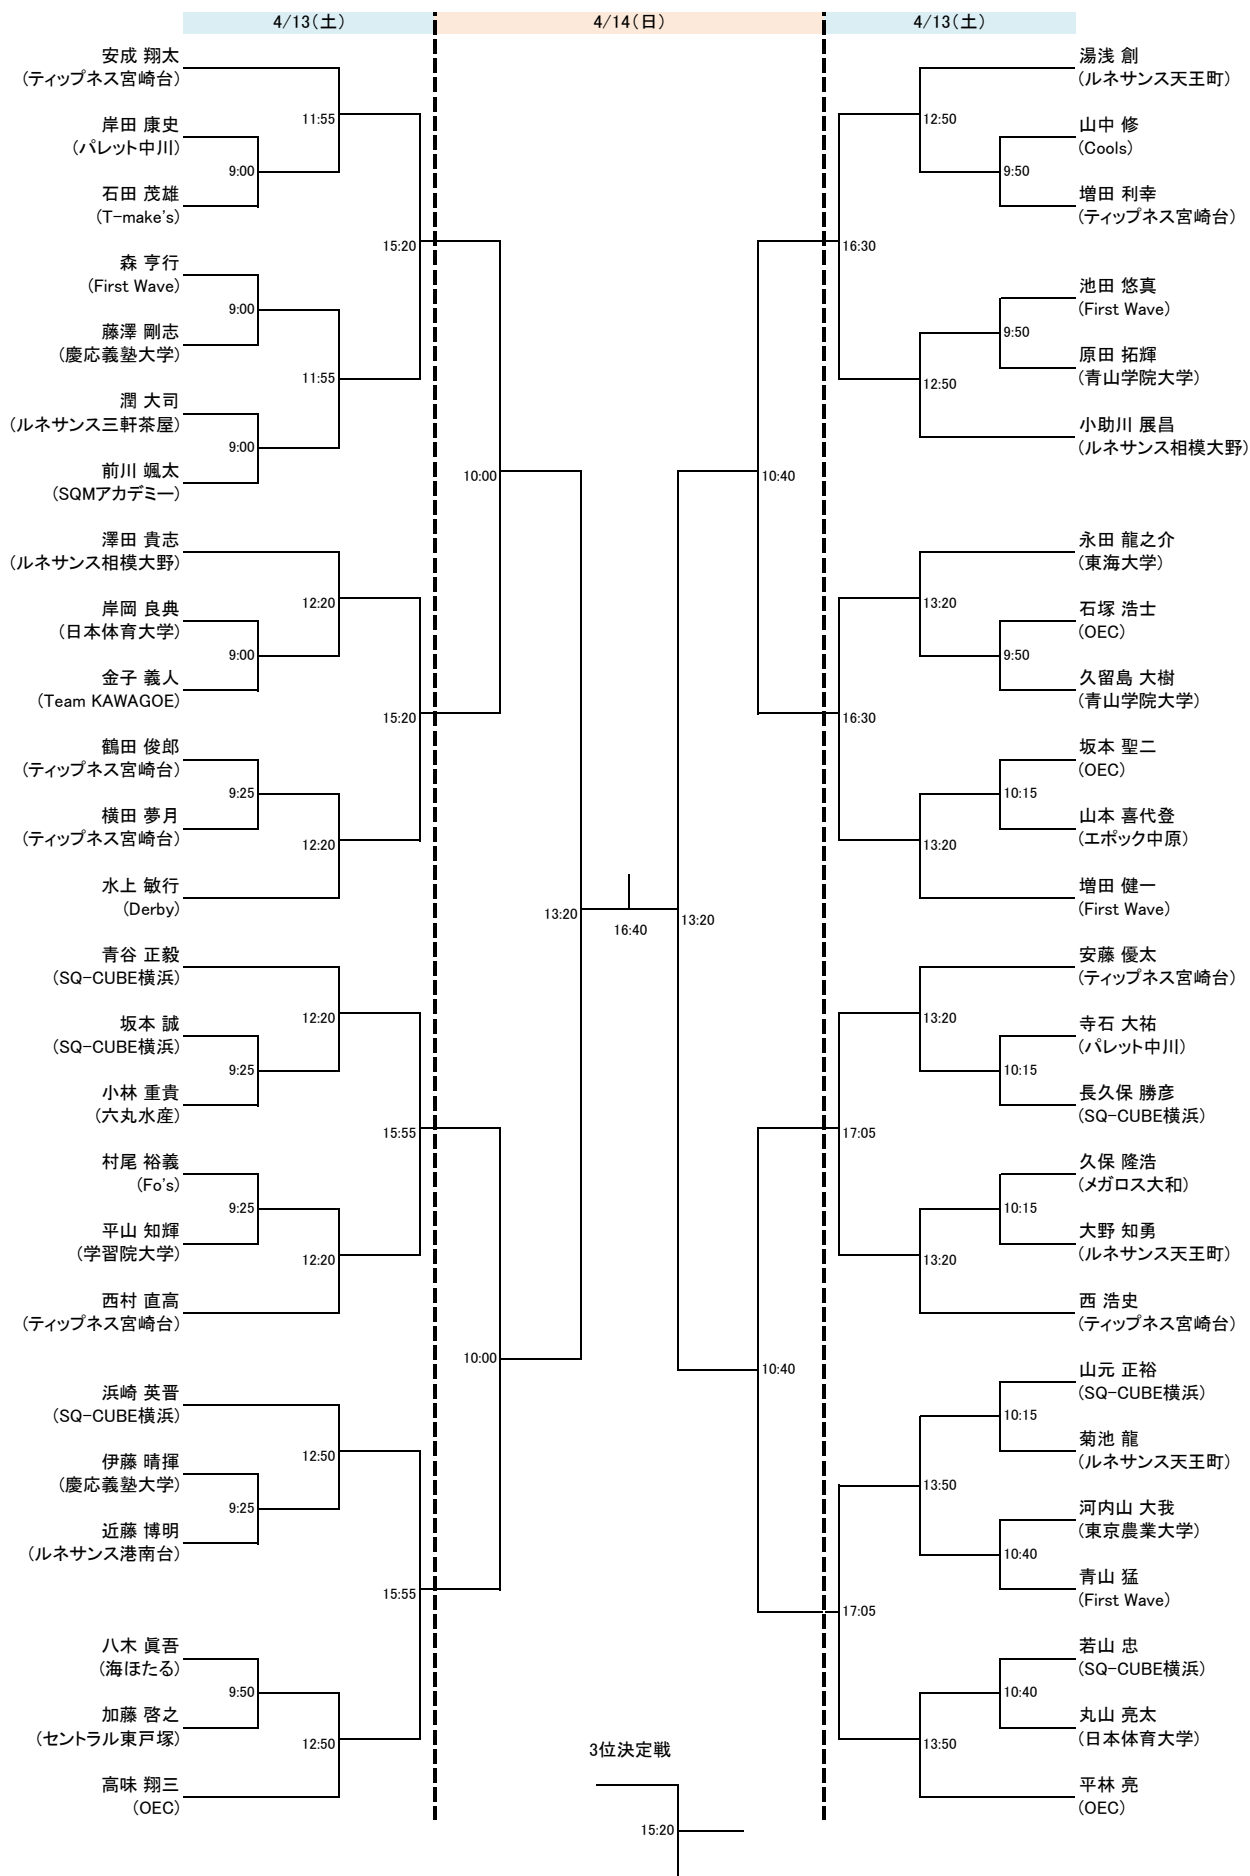 4/13(土)
4/14(日)
4/13(土)
安成 翔太
(ティップネス宮崎台)
11:55
岸田 康史
(パレット中川)
9:00
石田 茂雄
(T-make's)
15:20
森 亨行
(First Wave)
9:00
藤澤 剛志
(慶応義塾大学)
11:55
潤 大司
(ルネサンス三軒茶屋)
9:00
前川 颯太
(SQMアカデミー)
10:00
澤田 貴志
(ルネサンス相模大野)
12:20
岸岡 良典
(日本体育大学)
9:00
金子 義人
(Team KAWAGOE)
15:20
鶴田 俊郎
(ティップネス宮崎台)
9:25
横田 夢月
(ティップネス宮崎台)
12:20
水上 敏行
(Derby)
13:20
青谷 正毅
(SQ-CUBE横浜)
12:20
坂本 誠
(SQ-CUBE横浜)
9:25
小林 重貴
(六丸水産)
15:55
村尾 裕義
(Fo's)
9:25
平山 知輝
(学習院大学)
12:20
西村 直高
(ティップネス宮崎台)
10:00
浜崎 英晋
(SQ-CUBE横浜)
12:50
伊藤 晴揮
(慶応義塾大学)
9:25
近藤 博明
(ルネサンス港南台)
15:55
八木 眞吾
(海ほたる)
9:50
加藤 啓之
(セントラル東戸塚)
12:50
高味 翔三
(OEC)
16:40
3位決定戦
15:20
湯浅 創
(ルネサンス天王町)
12:50
山中 修
(Cools)
9:50
増田 利幸
(ティップネス宮崎台)
16:30
池田 悠真
(First Wave)
9:50
原田 拓輝
(青山学院大学)
12:50
小助川 展昌
(ルネサンス相模大野)
10:40
永田 龍之介
(東海大学)
13:20
石塚 浩士
(OEC)
9:50
久留島 大樹
(青山学院大学)
16:30
坂本 聖二
(OEC)
10:15
山本 喜代登
(エポック中原)
13:20
増田 健一
(First Wave)
13:20
安藤 優太
(ティップネス宮崎台)
13:20
寺石 大祐
(パレット中川)
10:15
長久保 勝彦
(SQ-CUBE横浜)
17:05
久保 隆浩
(メガロス大和)
10:15
大野 知勇
(ルネサンス天王町)
13:20
西 浩史
(ティップネス宮崎台)
10:40
山元 正裕
(SQ-CUBE横浜)
10:15
菊池 龍
(ルネサンス天王町)
13:50
河内山 大我
(東京農業大学)
10:40
青山 猛
(First Wave)
17:05
若山 忠
(SQ-CUBE横浜)
10:40
丸山 亮太
(日本体育大学)
13:50
平林 亮
(OEC)